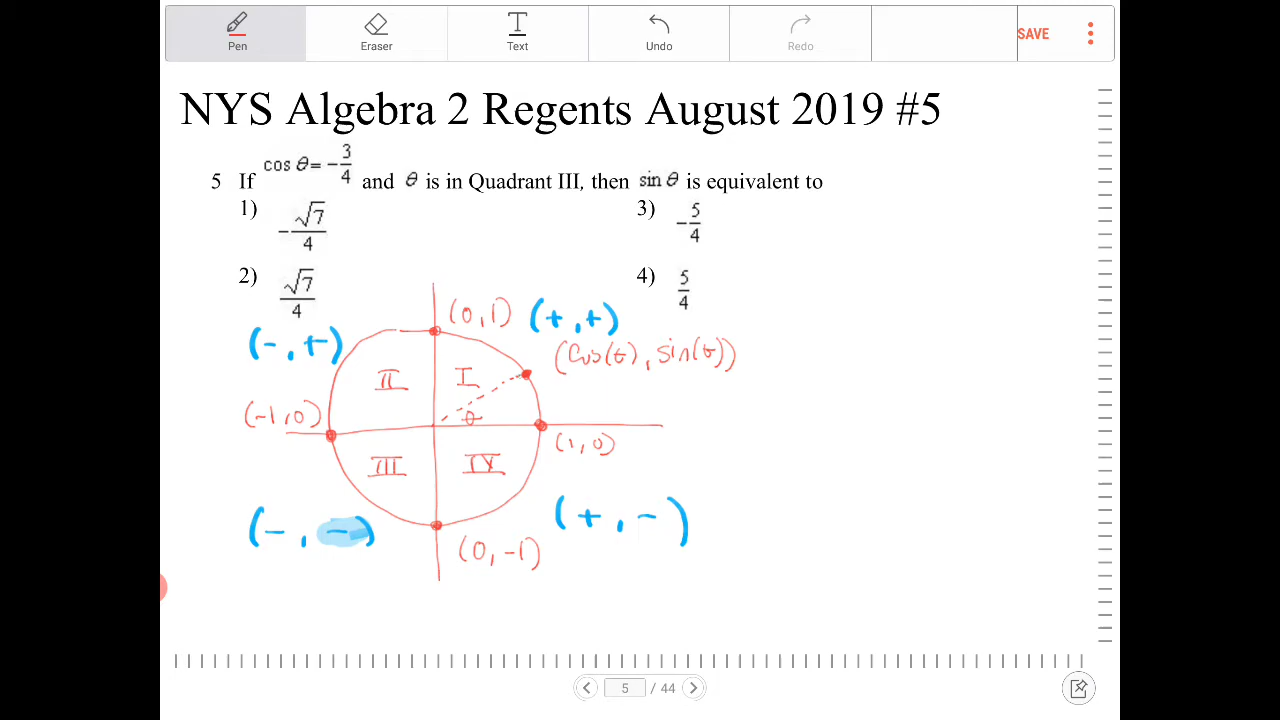 Pen Eraser Text Undo Redo SAVE
NYS Algebra 2 Regents August 2019 #5
5 If cos θ = -3/4 and θ is in Quadrant III, then sin θ is equivalent to
1) -√7/4 3) -5/4
2) √7/4 4) 5/4
(0,1) (+,+)
(-,+) (cos(t), sin(t))
II I
(-1,0) θ
(1,0)
III IV
(-,-) (+,-)
(0,-1)
5 / 44